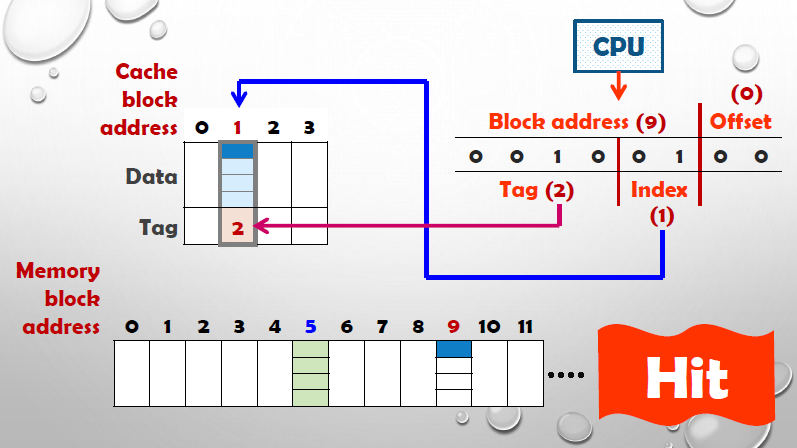 CPU
Cache
block
address
0 1 2 3
(0)
Block address (9) Offset
0 0 1 0 0 1 0 0
Data
Tag (2) Index
(1)
Tag 2
Memory
block
address
0 1 2 3 4 5 6 7 8 9 10 11
....
Hit